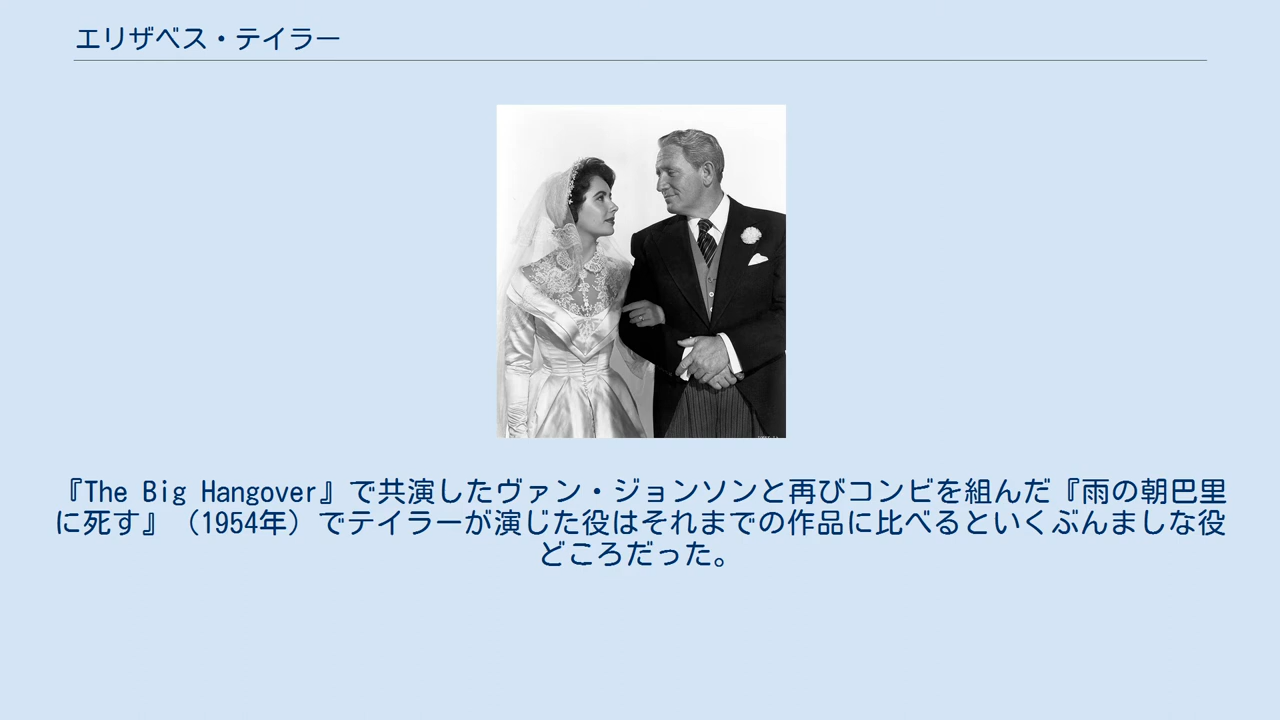 エリザベス・テイラー
『The Big Hangover』で共演したヴァン・ジョンソンと再びコンビを組んだ『雨の朝巴里
に死す』（1954年）でテイラーが演じた役はそれまでの作品に比べるといくぶんましな役
どころだった。